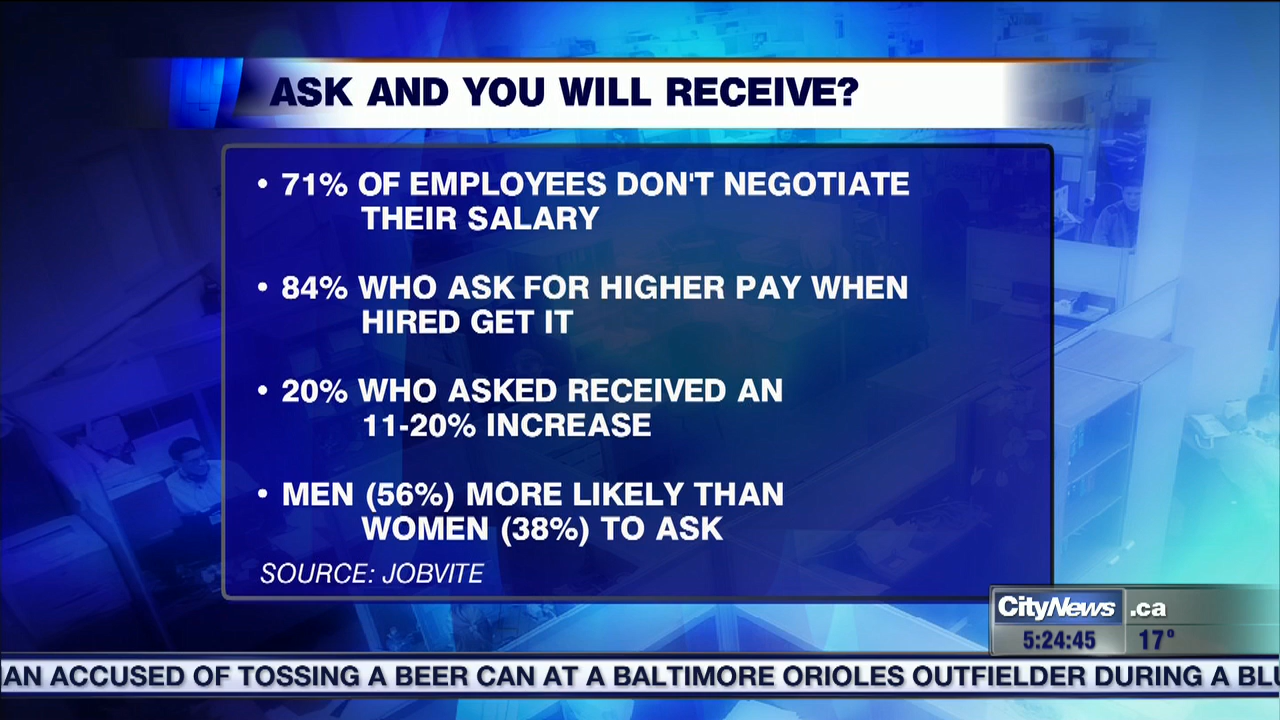 ASK AND YOU WILL RECEIVE?
• 71% OF EMPLOYEES DON'T NEGOTIATE
THEIR SALARY
• 84% WHO ASK FOR HIGHER PAY WHEN
HIRED GET IT
• 20% WHO ASKED RECEIVED AN
11-20% INCREASE
• MEN (56%) MORE LIKELY THAN
WOMEN (38%) TO ASK
SOURCE: JOBVITE
CityNews .ca
5:24:45 17°
AN ACCUSED OF TOSSING A BEER CAN AT A BALTIMORE ORIOLES OUTFIELDER DURING A BLU